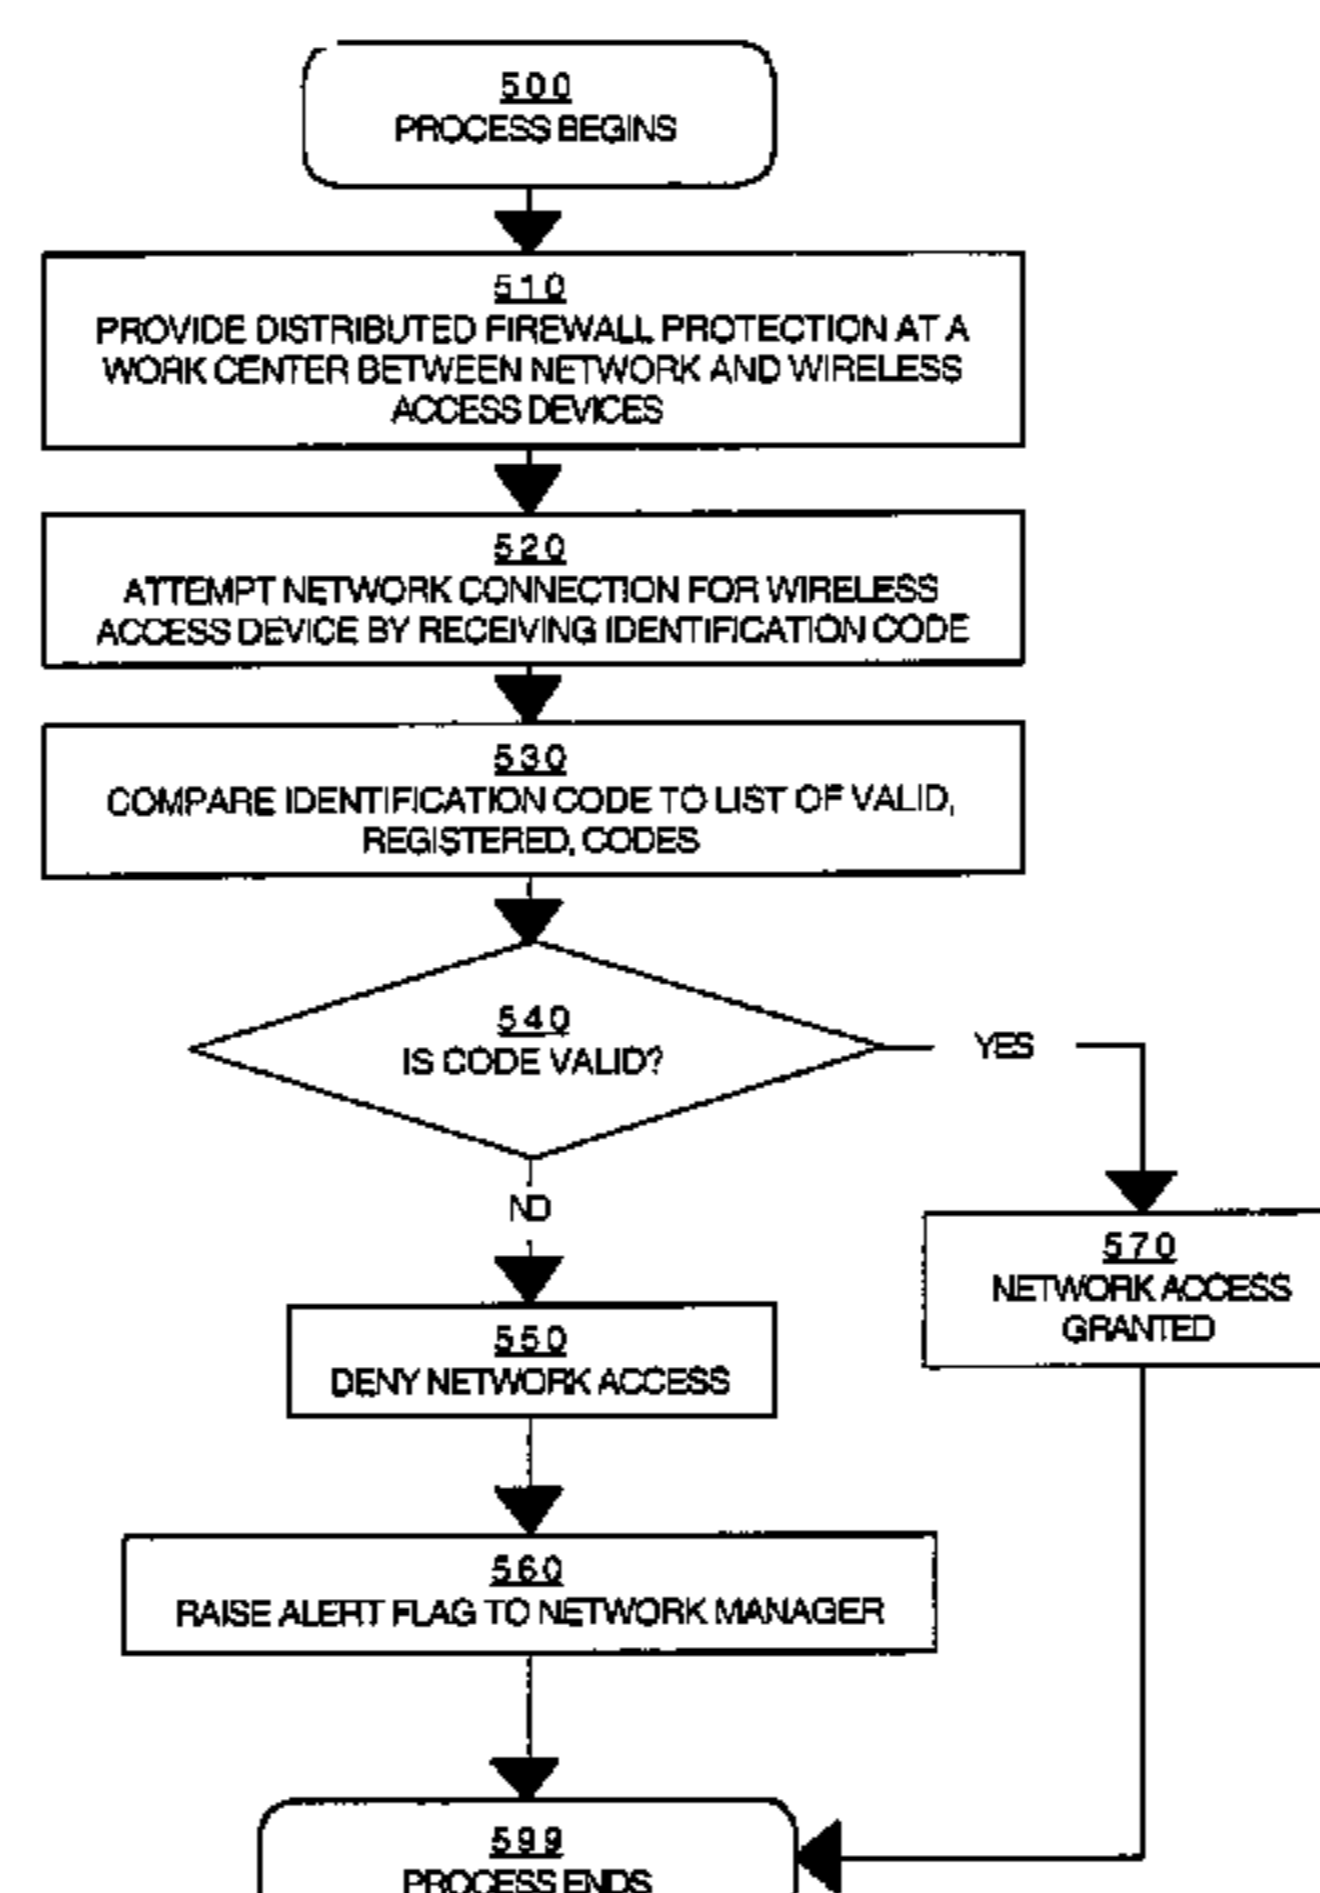 500
PROCESS BEGINS
510
PROVIDE DISTRIBUTED FIREWALL PROTECTION AT A
WORK CENTER BETWEEN NETWORK AND WIRELESS
ACCESS DEVICES
520
ATTEMPT NETWORK CONNECTION FOR WIRELESS
ACCESS DEVICE BY RECEIVING IDENTIFICATION CODE
530
COMPARE IDENTIFICATION CODE TO LIST OF VALID,
REGISTERED, CODES
540
IS CODE VALID?
YES
NO
570
NETWORK ACCESS
GRANTED
550
DENY NETWORK ACCESS
560
RAISE ALERT FLAG TO NETWORK MANAGER
599
PROCESS ENDS